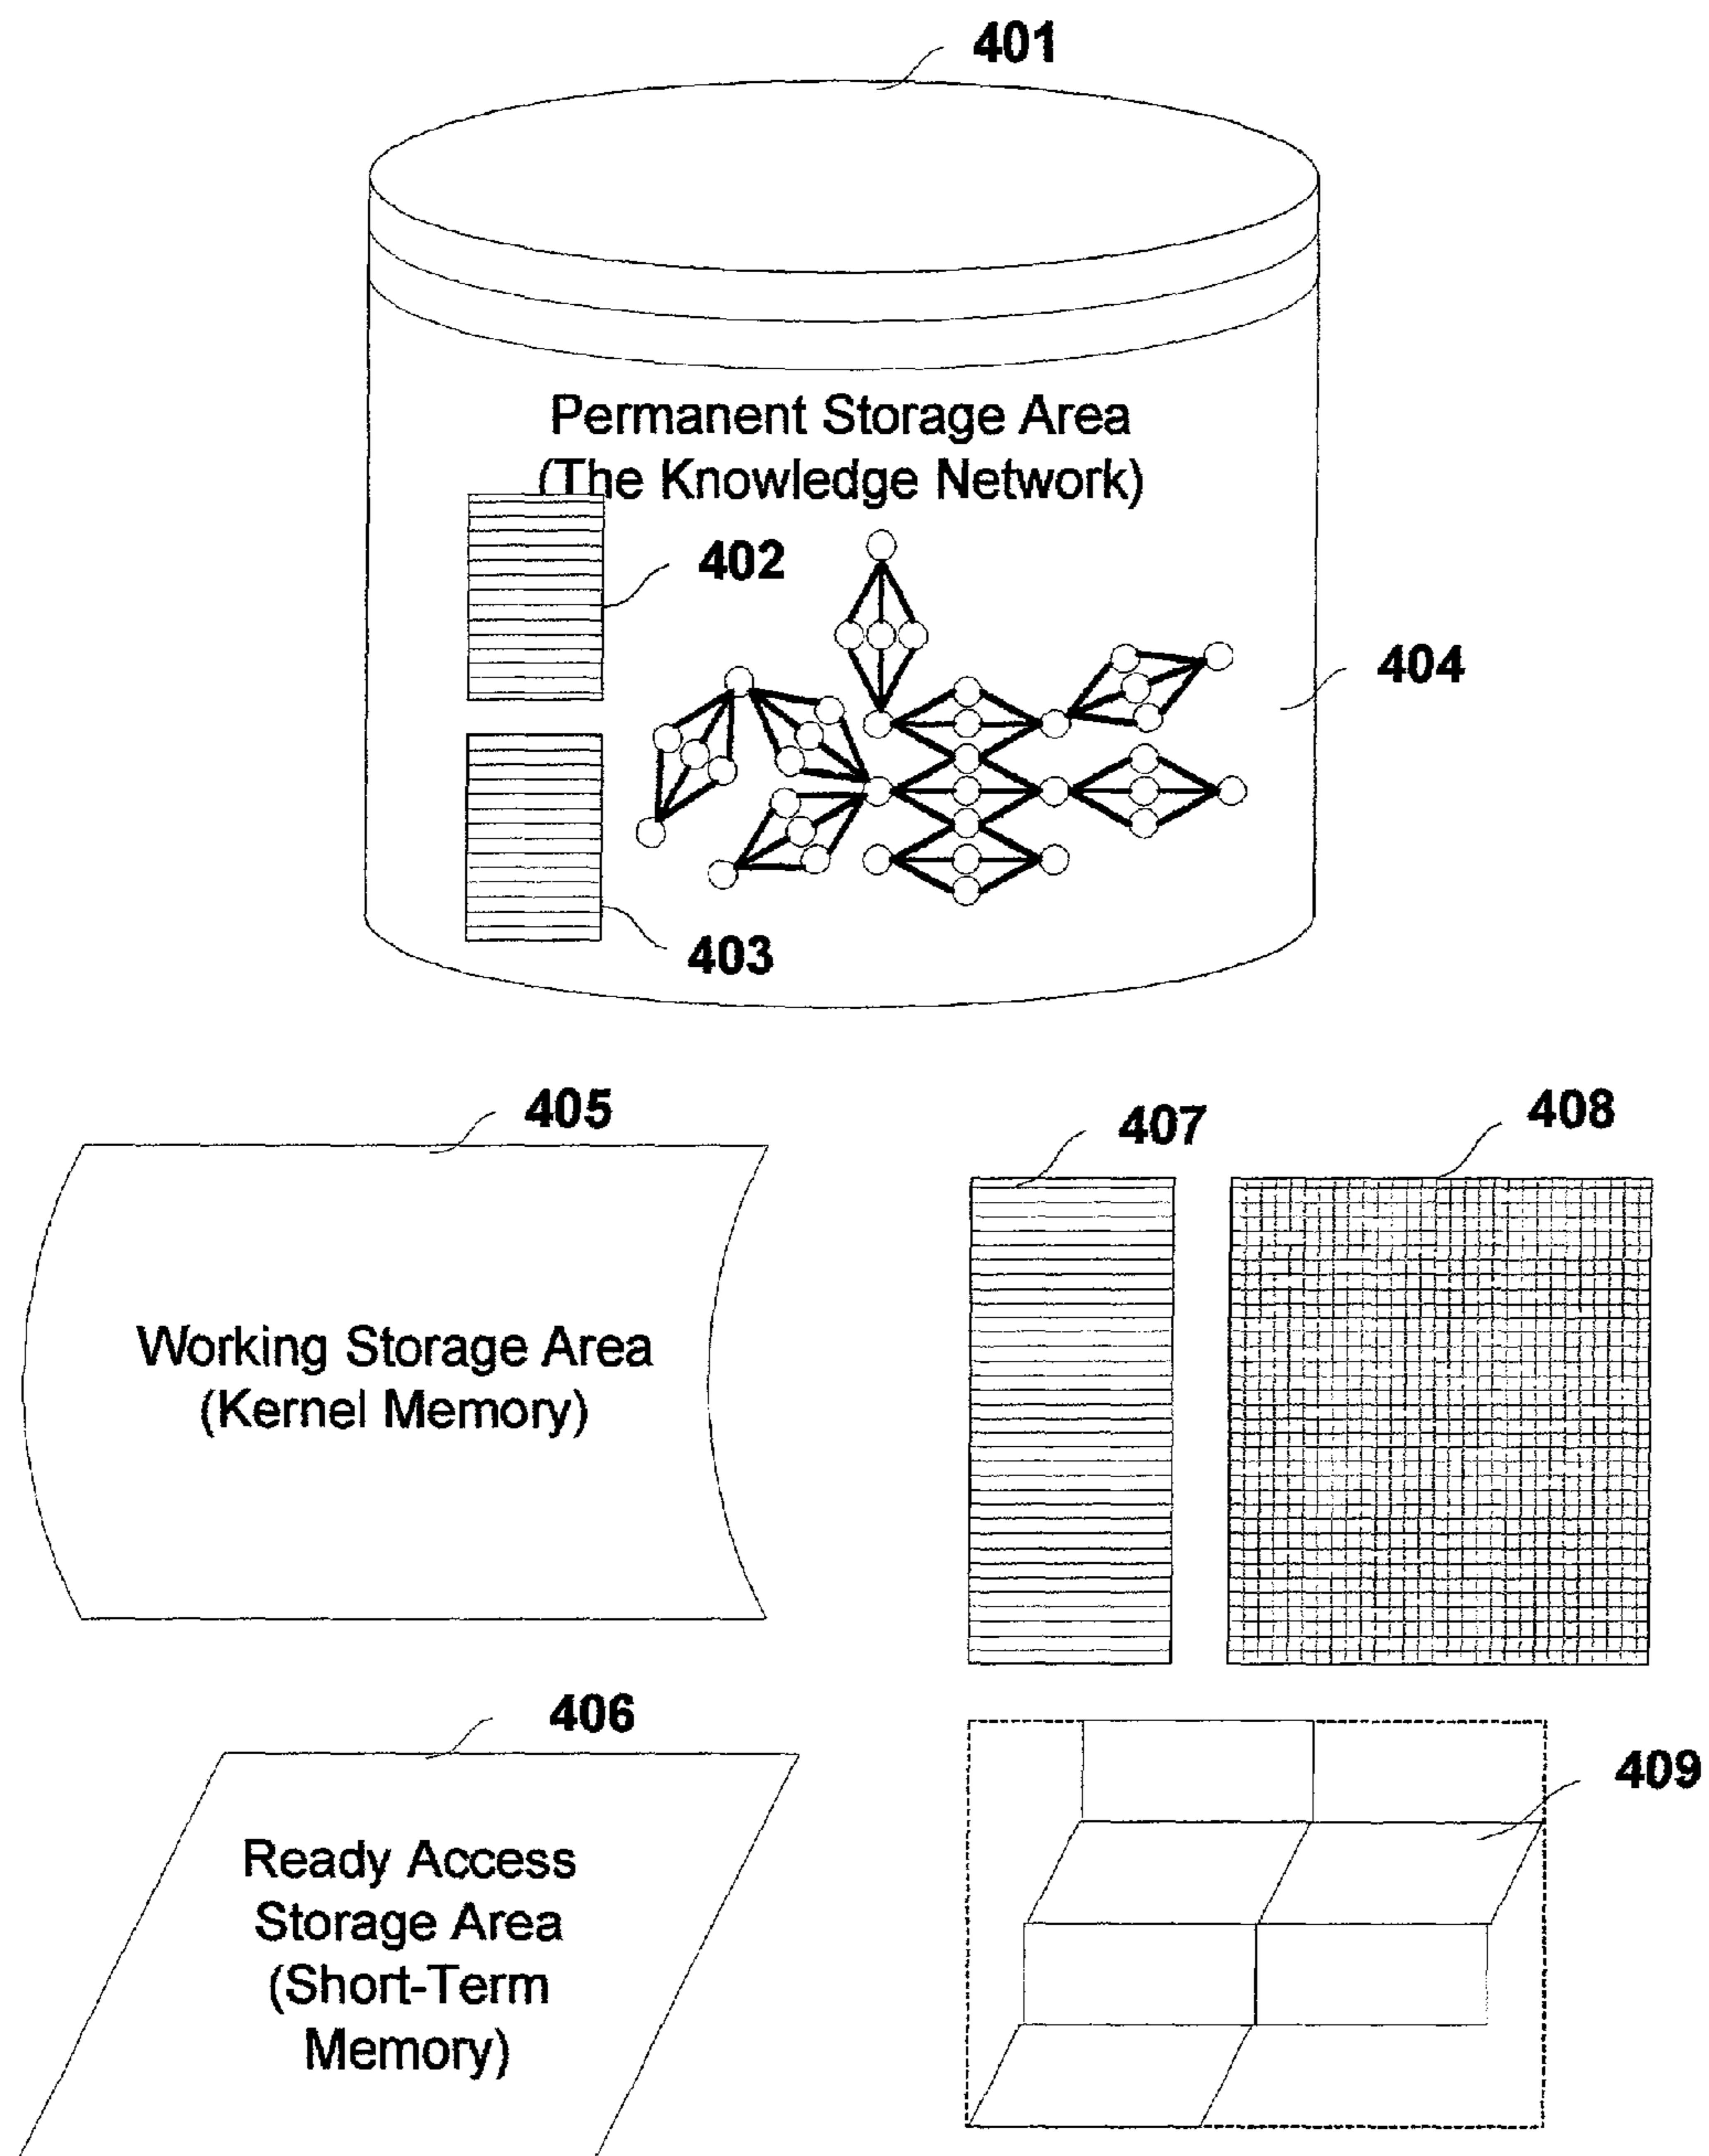 401
Permanent Storage Area
(The Knowledge Network)
402
404
403
405
407
408
Working Storage Area
(Kernel Memory)
406
409
Ready Access
Storage Area
(Short-Term
Memory)